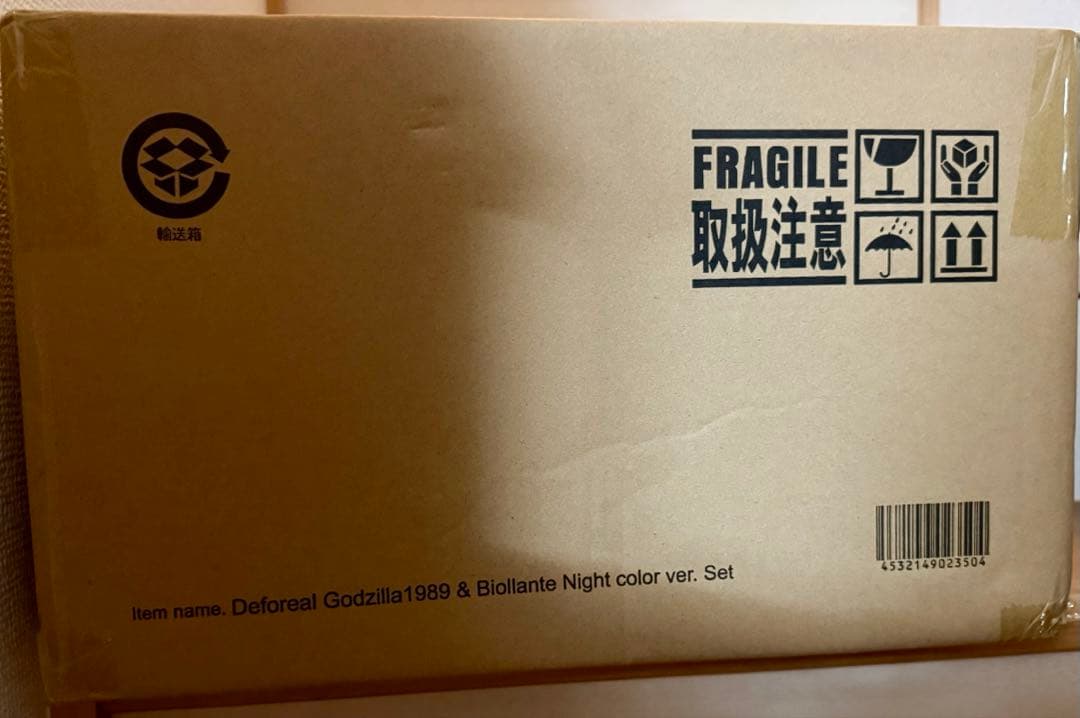 輸送箱
FRAGILE
取扱注意
4532149023504
Item name. Deforeal Godzilla1989 & Biollante Night color ver. Set